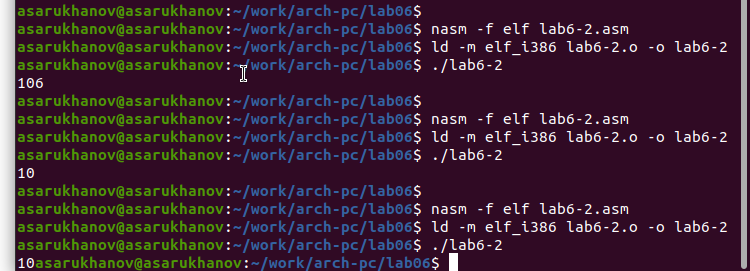 asarukhanov@asarukhanov:~/work/arch-pc/lab06$
asarukhanov@asarukhanov:~/work/arch-pc/lab06$ nasm -f elf lab6-2.asm
asarukhanov@asarukhanov:~/work/arch-pc/lab06$ ld -m elf_i386 lab6-2.o -o lab6-2
asarukhanov@asarukhanov:~/work/arch-pc/lab06$ ./lab6-2
106
asarukhanov@asarukhanov:~/work/arch-pc/lab06$
asarukhanov@asarukhanov:~/work/arch-pc/lab06$ nasm -f elf lab6-2.asm
asarukhanov@asarukhanov:~/work/arch-pc/lab06$ ld -m elf_i386 lab6-2.o -o lab6-2
asarukhanov@asarukhanov:~/work/arch-pc/lab06$ ./lab6-2
10
asarukhanov@asarukhanov:~/work/arch-pc/lab06$
asarukhanov@asarukhanov:~/work/arch-pc/lab06$ nasm -f elf lab6-2.asm
asarukhanov@asarukhanov:~/work/arch-pc/lab06$ ld -m elf_i386 lab6-2.o -o lab6-2
asarukhanov@asarukhanov:~/work/arch-pc/lab06$ ./lab6-2
10asarukhanov@asarukhanov:~/work/arch-pc/lab06$